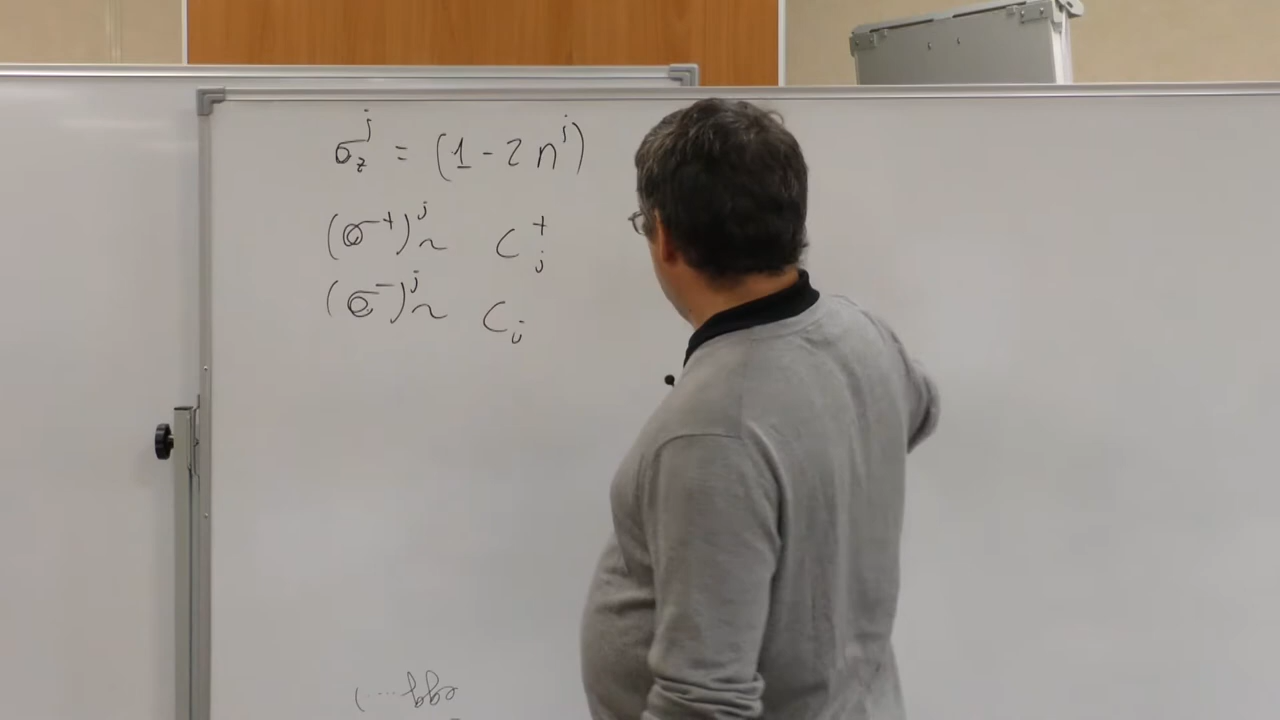 σ_z^j = (1 - 2 n^j)
(σ^+)^j ~ c_j^+
(σ^-)^j ~ c_j